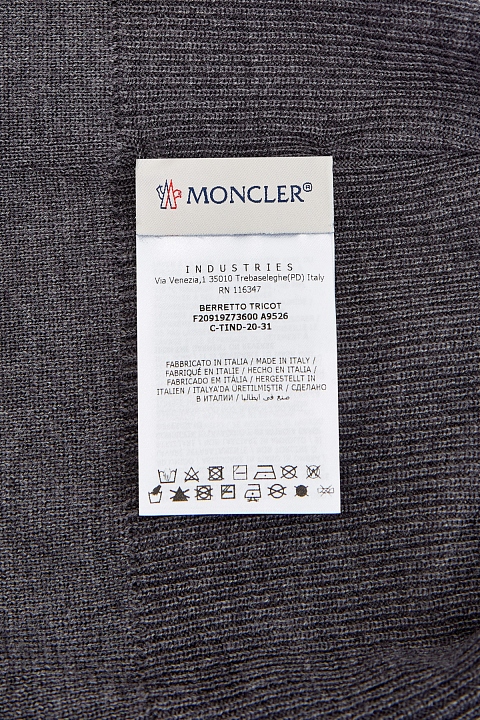 MONCLER®
INDUSTRIES
Via Venezia,1 35010 Trebaseleghe(PD) Italy
RN 116347
BERRETTO TRICOT
F20919Z73600 A9526
C-TIND-20-31
FABBRICATO IN ITALIA / MADE IN ITALY /
FABRIQUÉ EN ITALIE / HECHO EN ITALIA /
FABRICADO EM ITÁLIA / HERGESTELLT IN
ITALIEN / ITALYA'DA ÜRETILMIŞTIR / СДЕЛАНО
В ИТАЛИИ / صنع في ايطاليا